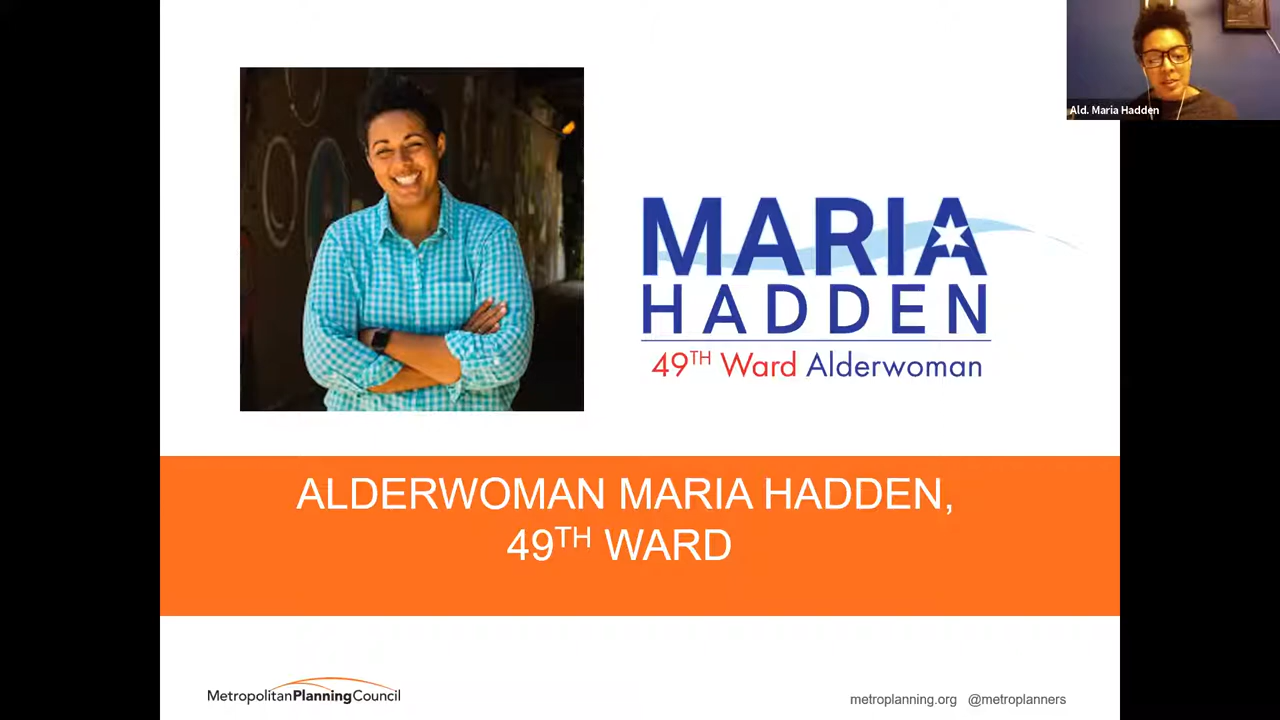 Ald. Maria Hadden
MARIA
HADDEN
49TH Ward Alderwoman
ALDERWOMAN MARIA HADDEN,
49TH WARD
MetropolitanPlanningCouncil
metroplanning.org @metroplanners